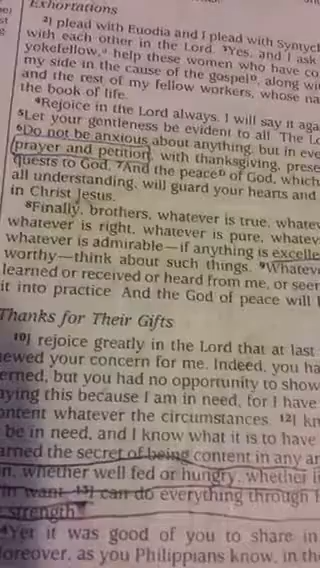 Exhortations
2I plead with Euodia and I plead with Syntyc
with each other in the Lord. 3Yes, and I ask
yokefellow, help these women who have co
my side in the cause of the gospel, along wi
and the rest of my fellow workers, whose na
the book of life.
4Rejoice in the Lord always. I will say it aga
5Let your gentleness be evident to all. The Lo
6Do not be anxious about anything, but in eve
prayer and petition, with thanksgiving, prese
quests to God. 7And the peace of God, which
all understanding, will guard your hearts and
in Christ Jesus.
8Finally, brothers, whatever is true, whatev
whatever is right, whatever is pure, whatev
whatever is admirable—if anything is excelle
worthy—think about such things. 9Whatev
learned or received or heard from me, or seen
it into practice. And the God of peace will b
Thanks for Their Gifts
10I rejoice greatly in the Lord that at last
newed your concern for me. Indeed, you ha
erned, but you had no opportunity to show
aying this because I am in need, for I have
ontent whatever the circumstances. 12I kn
be in need, and I know what it is to have
arned the secret of being content in any an
n, whether well fed or hungry, whether li
in want. 13I can do everything through h
strength.
Yet it was good of you to share in
Moreover, as you Philippians know, in the